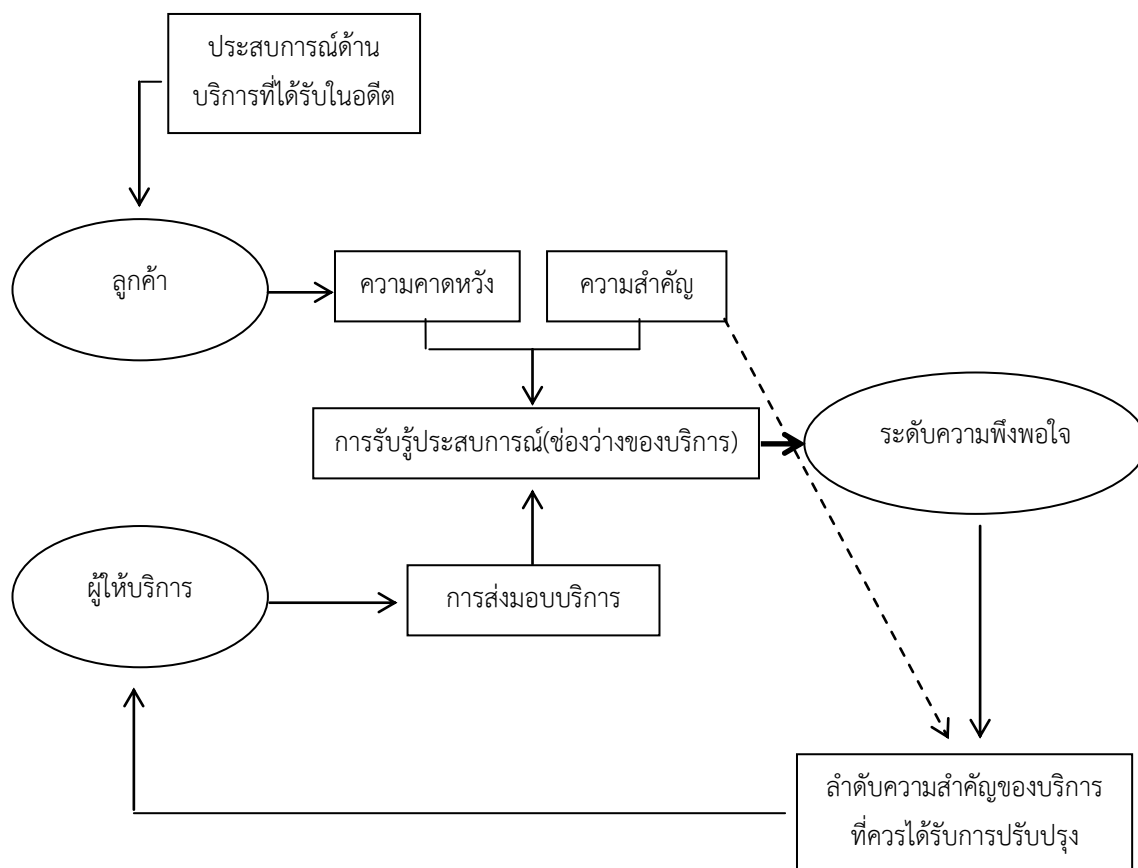 ประสบการณ์ด้าน
บริการที่ได้รับในอดีต
ลูกค้า
ความคาดหวัง
ความสำคัญ
การรับรู้ประสบการณ์(ช่องว่างของบริการ)
ระดับความพึงพอใจ
ผู้ให้บริการ
การส่งมอบบริการ
ลำดับความสำคัญของบริการ
ที่ควรได้รับการปรับปรุง